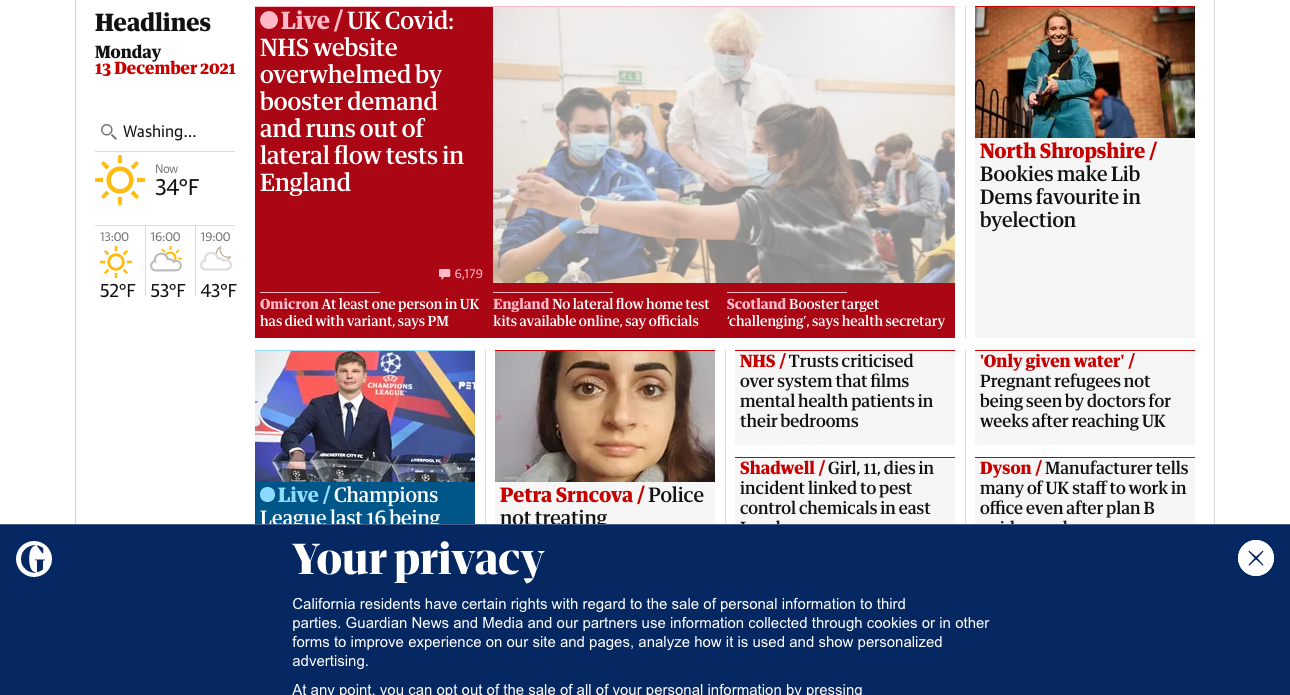 Headlines
Monday
13 December 2021
Washing...
Now
34°F
13:00
52°F
16:00
53°F
19:00
43°F
Live / UK Covid:
NHS website
overwhelmed by
booster demand
and runs out of
lateral flow tests in
England
6,179
Omicron At least one person in UK
has died with variant, says PM
England No lateral flow home test
kits available online, say officials
Scotland Booster target
‘challenging’, says health secretary
North Shropshire /
Bookies make Lib
Dems favourite in
byelection
CHAMPIONS
LEAGUE
MANCHESTER CITY FC
LIVERPOOL FC
Live / Champions
League last 16 being
Petra Srncova / Police
not treating
NHS / Trusts criticised
over system that films
mental health patients in
their bedrooms
Shadwell / Girl, 11, dies in
incident linked to pest
control chemicals in east
'Only given water' /
Pregnant refugees not
being seen by doctors for
weeks after reaching UK
Dyson / Manufacturer tells
many of UK staff to work in
office even after plan B
Your privacy
California residents have certain rights with regard to the sale of personal information to third
parties. Guardian News and Media and our partners use information collected through cookies or in other
forms to improve experience on our site and pages, analyze how it is used and show personalized
advertising.
At any point, you can opt out of the sale of all of your personal information by pressing